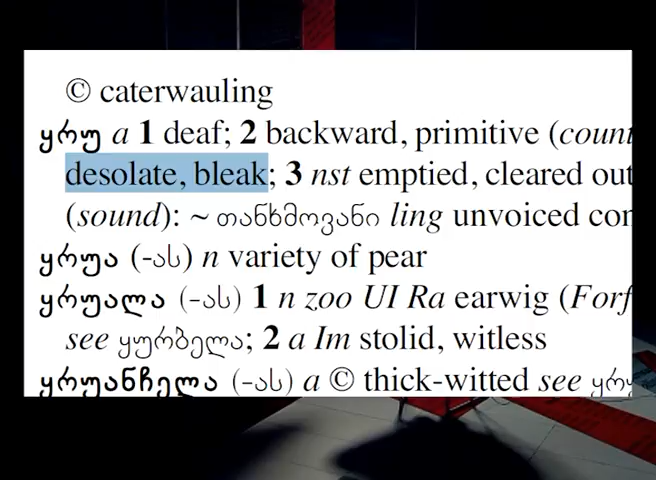 © caterwauling
ყრუ a 1 deaf; 2 backward, primitive (count
desolate, bleak; 3 nst emptied, cleared out
(sound): ~ თანხმოვანი ling unvoiced con
ყრუა (-ას) n variety of pear
ყრუალა (-ას) 1 n zoo UI Ra earwig (Forf
see ყურბელა; 2 a Im stolid, witless
ყრუანჩელა (-ას) a © thick-witted see ყრუ